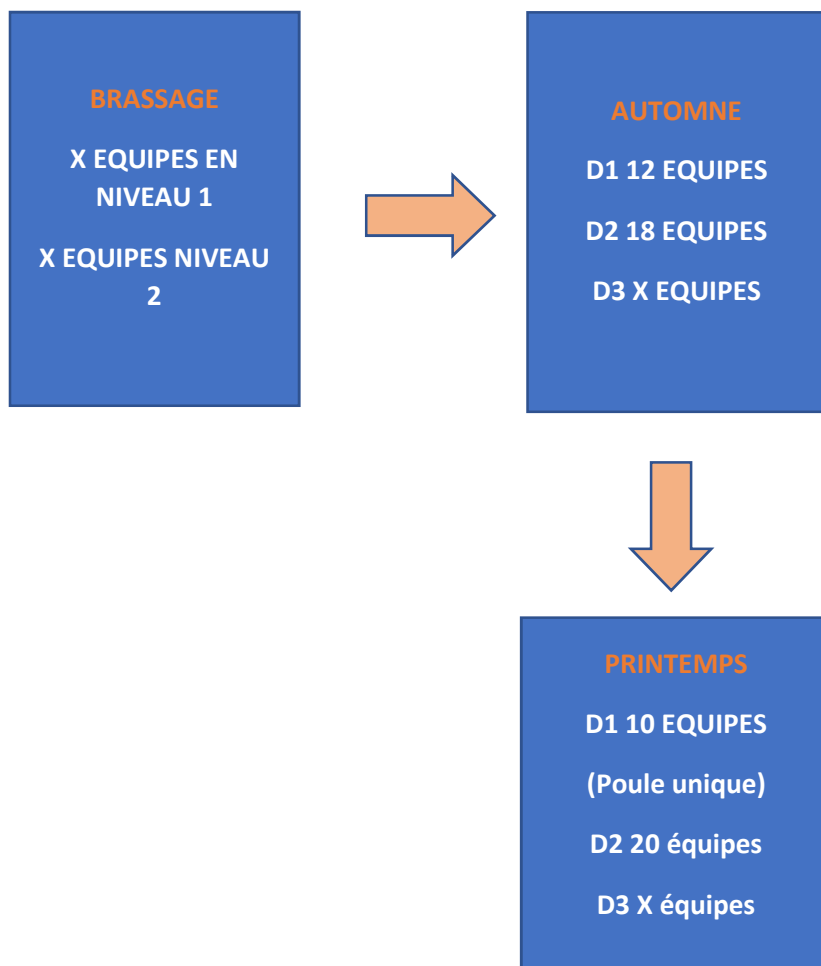 BRASSAGE
X EQUIPES EN
NIVEAU 1
X EQUIPES NIVEAU
2
AUTOMNE
D1 12 EQUIPES
D2 18 EQUIPES
D3 X EQUIPES
PRINTEMPS
D1 10 EQUIPES
(Poule unique)
D2 20 équipes
D3 X équipes